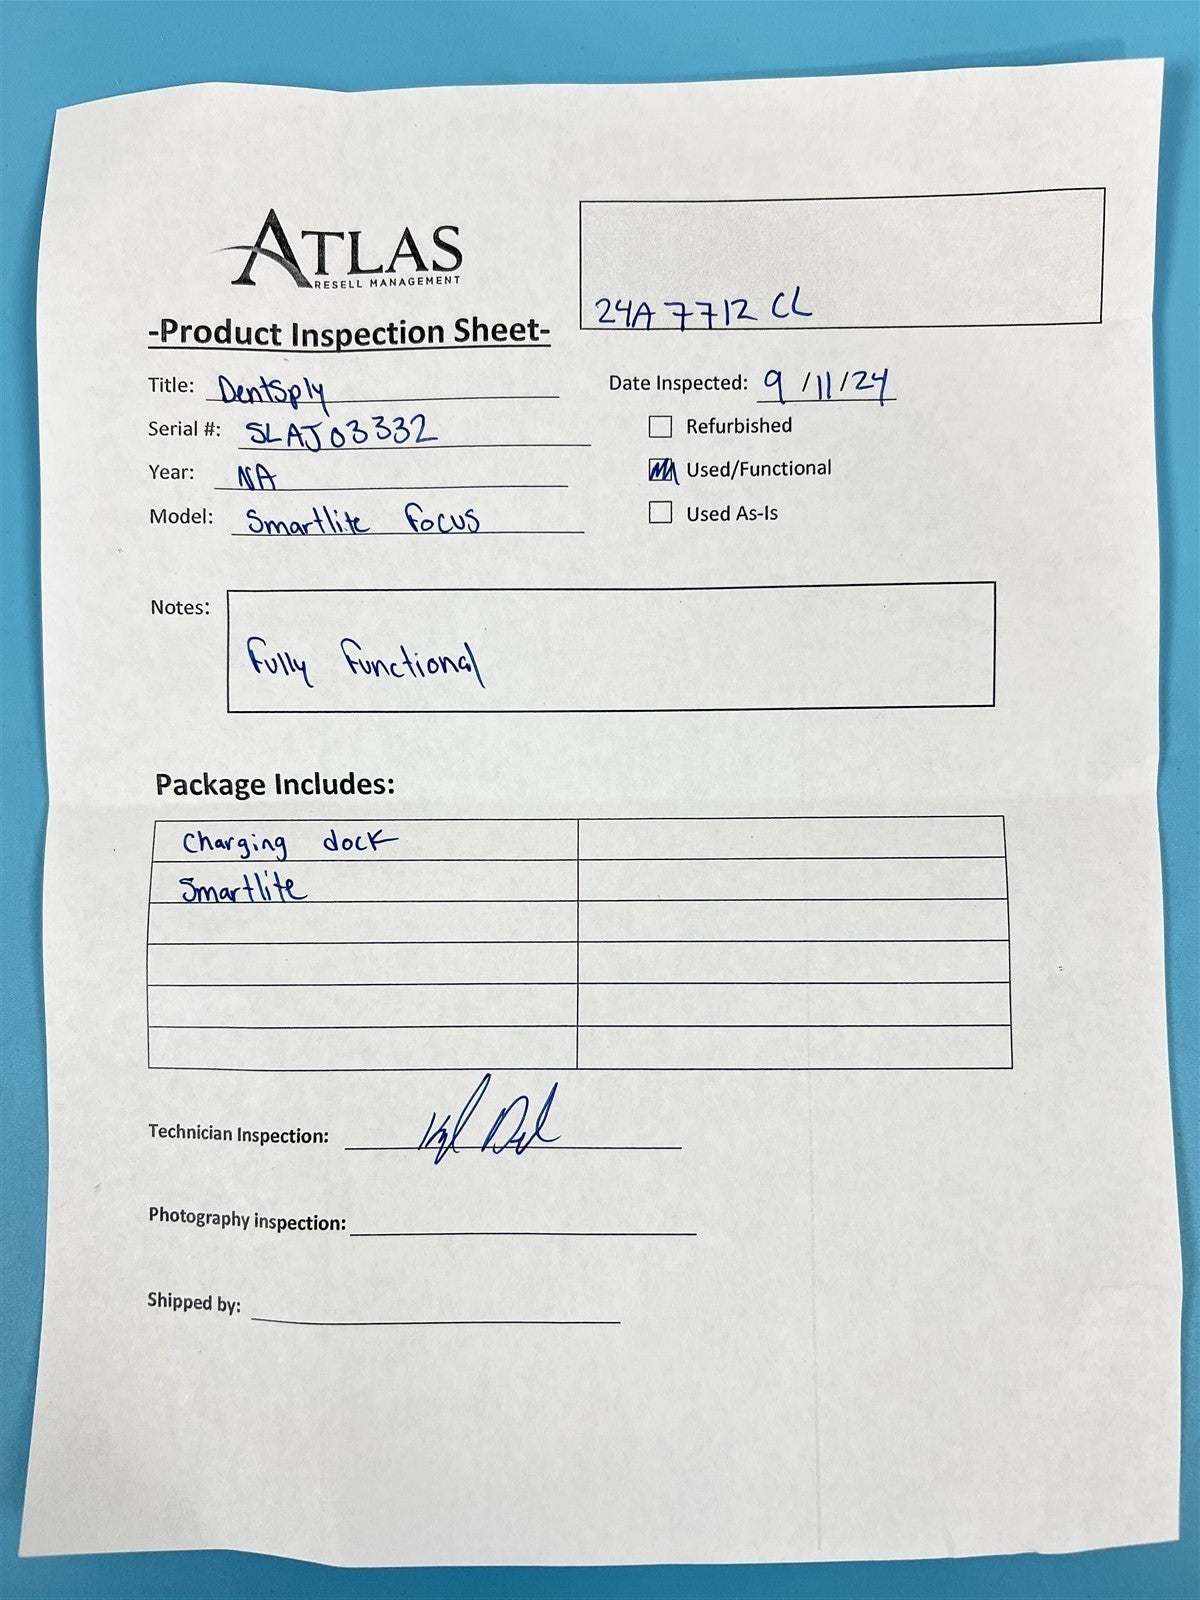 ATLAS
RESELL MANAGEMENT
24A 7712 CL
-Product Inspection Sheet-
Title: Dentsply
Date Inspected: 9/11/24
Serial #: SLAJ03332
Refurbished
Year: NA
Used/Functional
Model: Smartlite Focus
Used As-Is
Notes:
Fully Functional
Package Includes:
Charging dock
Smartlite
Technician Inspection:
Photography inspection:
Shipped by: